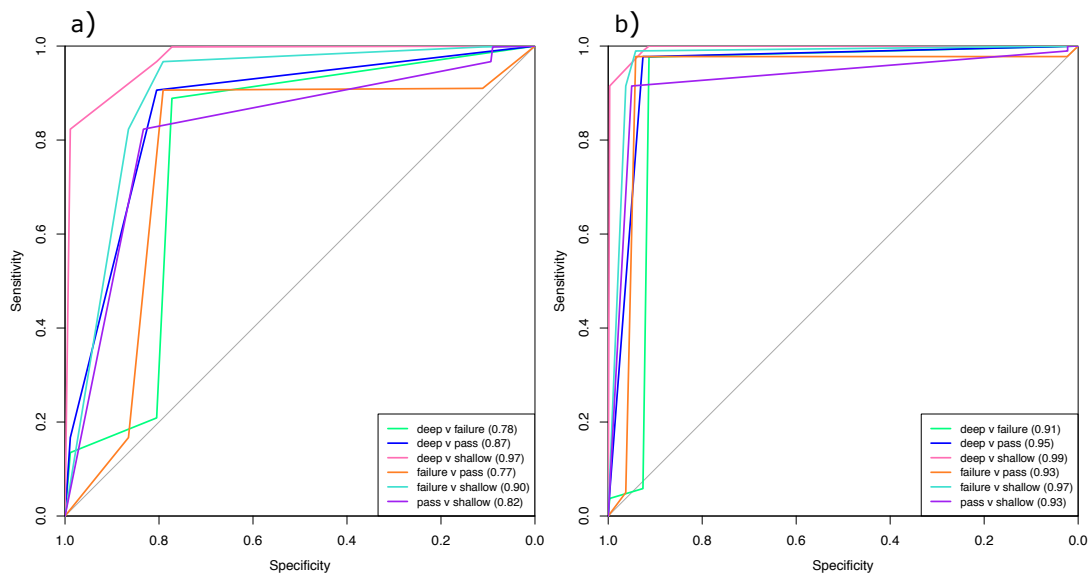 a)
1.0
0.8
0.6
0.4
0.2
0.0
Sensitivity
1.0 0.8 0.6 0.4 0.2 0.0
Specificity
deep v failure (0.78)
deep v pass (0.87)
deep v shallow (0.97)
failure v pass (0.77)
failure v shallow (0.90)
pass v shallow (0.82)
b)
1.0
0.8
0.6
0.4
0.2
0.0
Sensitivity
1.0 0.8 0.6 0.4 0.2 0.0
Specificity
deep v failure (0.91)
deep v pass (0.95)
deep v shallow (0.99)
failure v pass (0.93)
failure v shallow (0.97)
pass v shallow (0.93)